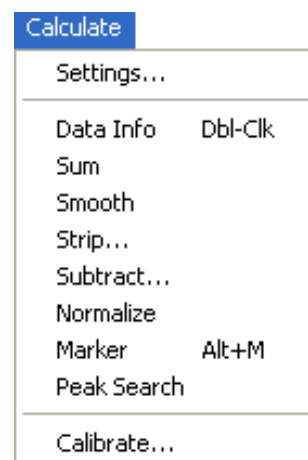 Calculate
Settings...
Data Info Dbl-Clk
Sum
Smooth
Strip...
Subtract...
Normalize
Marker Alt+M
Peak Search
Calibrate...